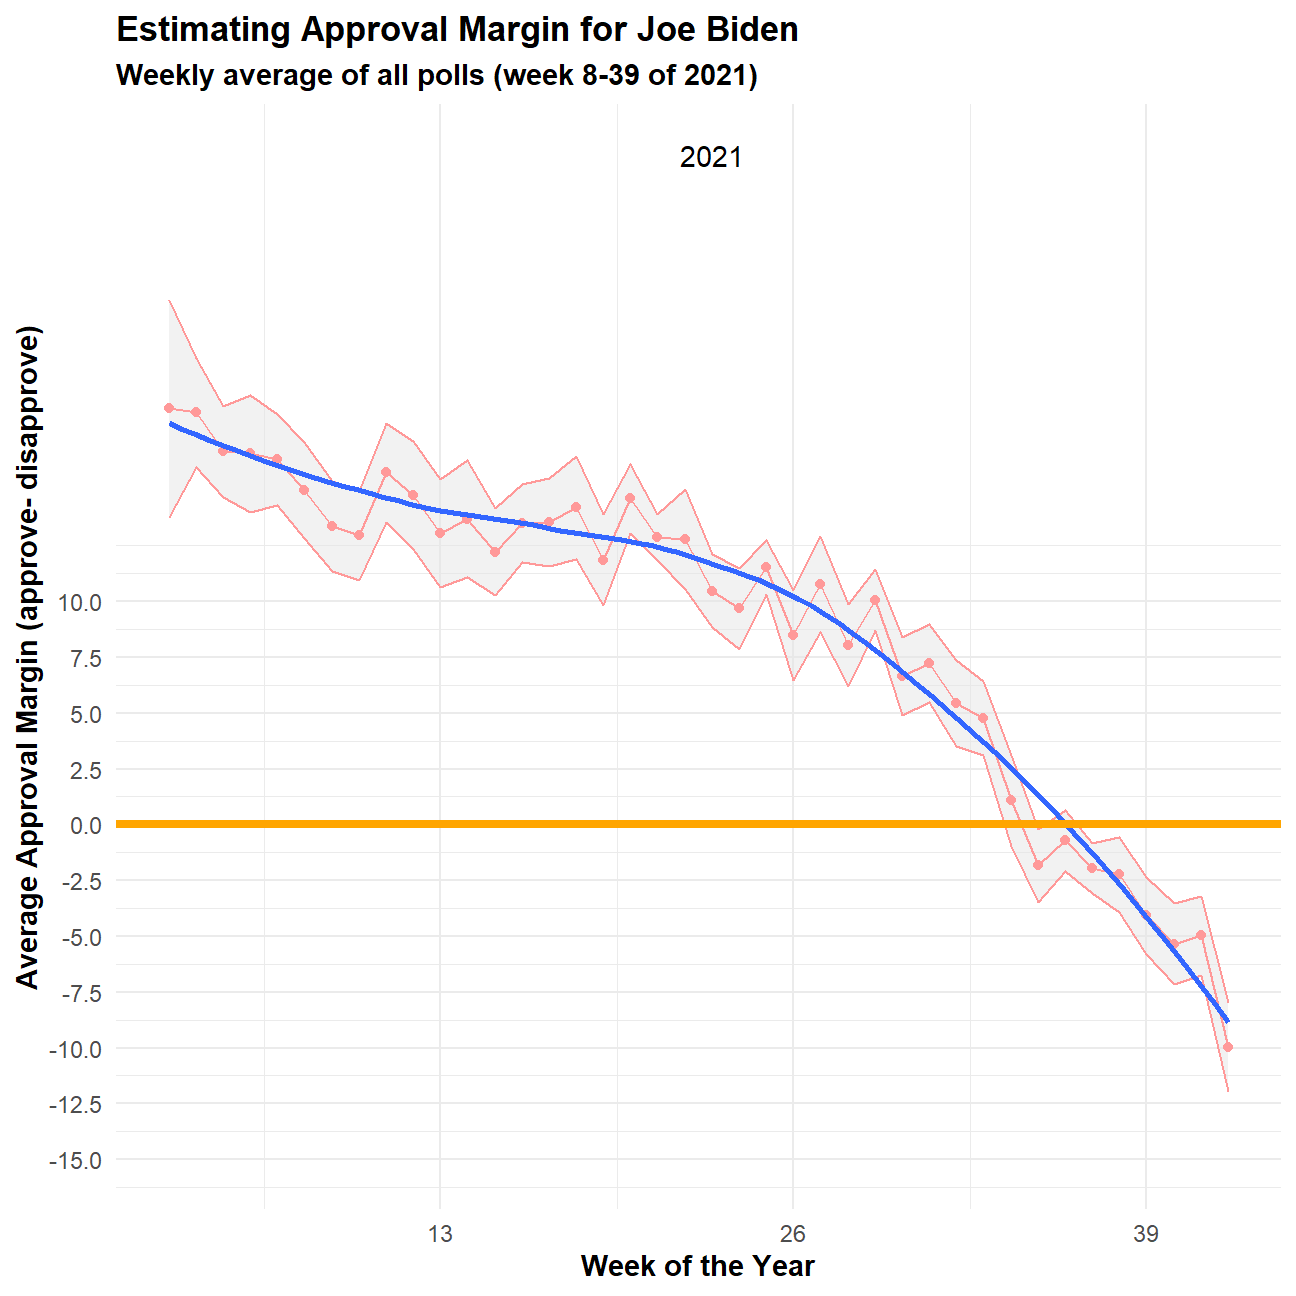 Estimating Approval Margin for Joe Biden
Weekly average of all polls (week 8-39 of 2021)
2021
Average Approval Margin (approve- disapprove)
10.0
7.5
5.0
2.5
0.0
-2.5
-5.0
-7.5
-10.0
-12.5
-15.0
13 26 39
Week of the Year